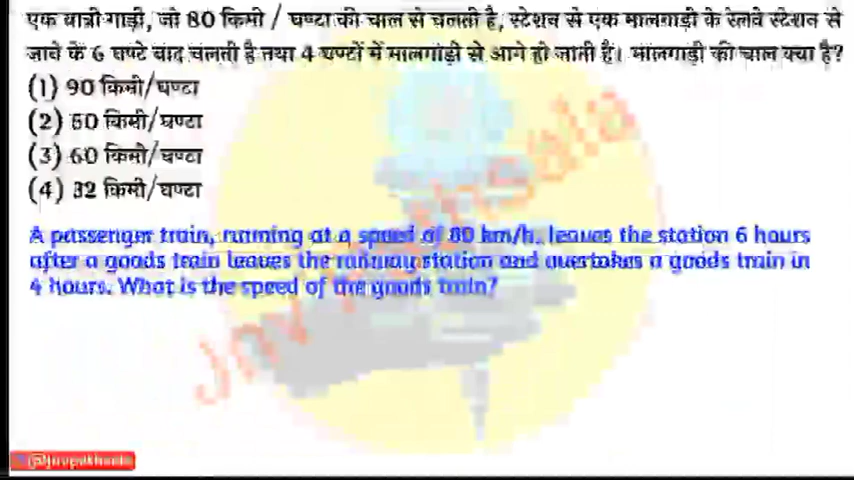 एक यात्री गाड़ी, जो 80 किमी / घण्टा की चाल से चलती है, स्टेशन से एक मालगाड़ी के रेलवे स्टेशन से
जाने के 6 घण्टे बाद चलती है तथा 4 घण्टों में मालगाड़ी से आगे हो जाती है। मालगाड़ी की चाल क्या है?
(1) 90 किमी/घण्टा
(2) 50 किमी/घण्टा
(3) 60 किमी/घण्टा
(4) 32 किमी/घण्टा
A passenger train, running at a speed of 80 km/h, leaves the station 6 hours
after a goods train leaves the railway station and overtakes a goods train in
4 hours. What is the speed of the goods train?